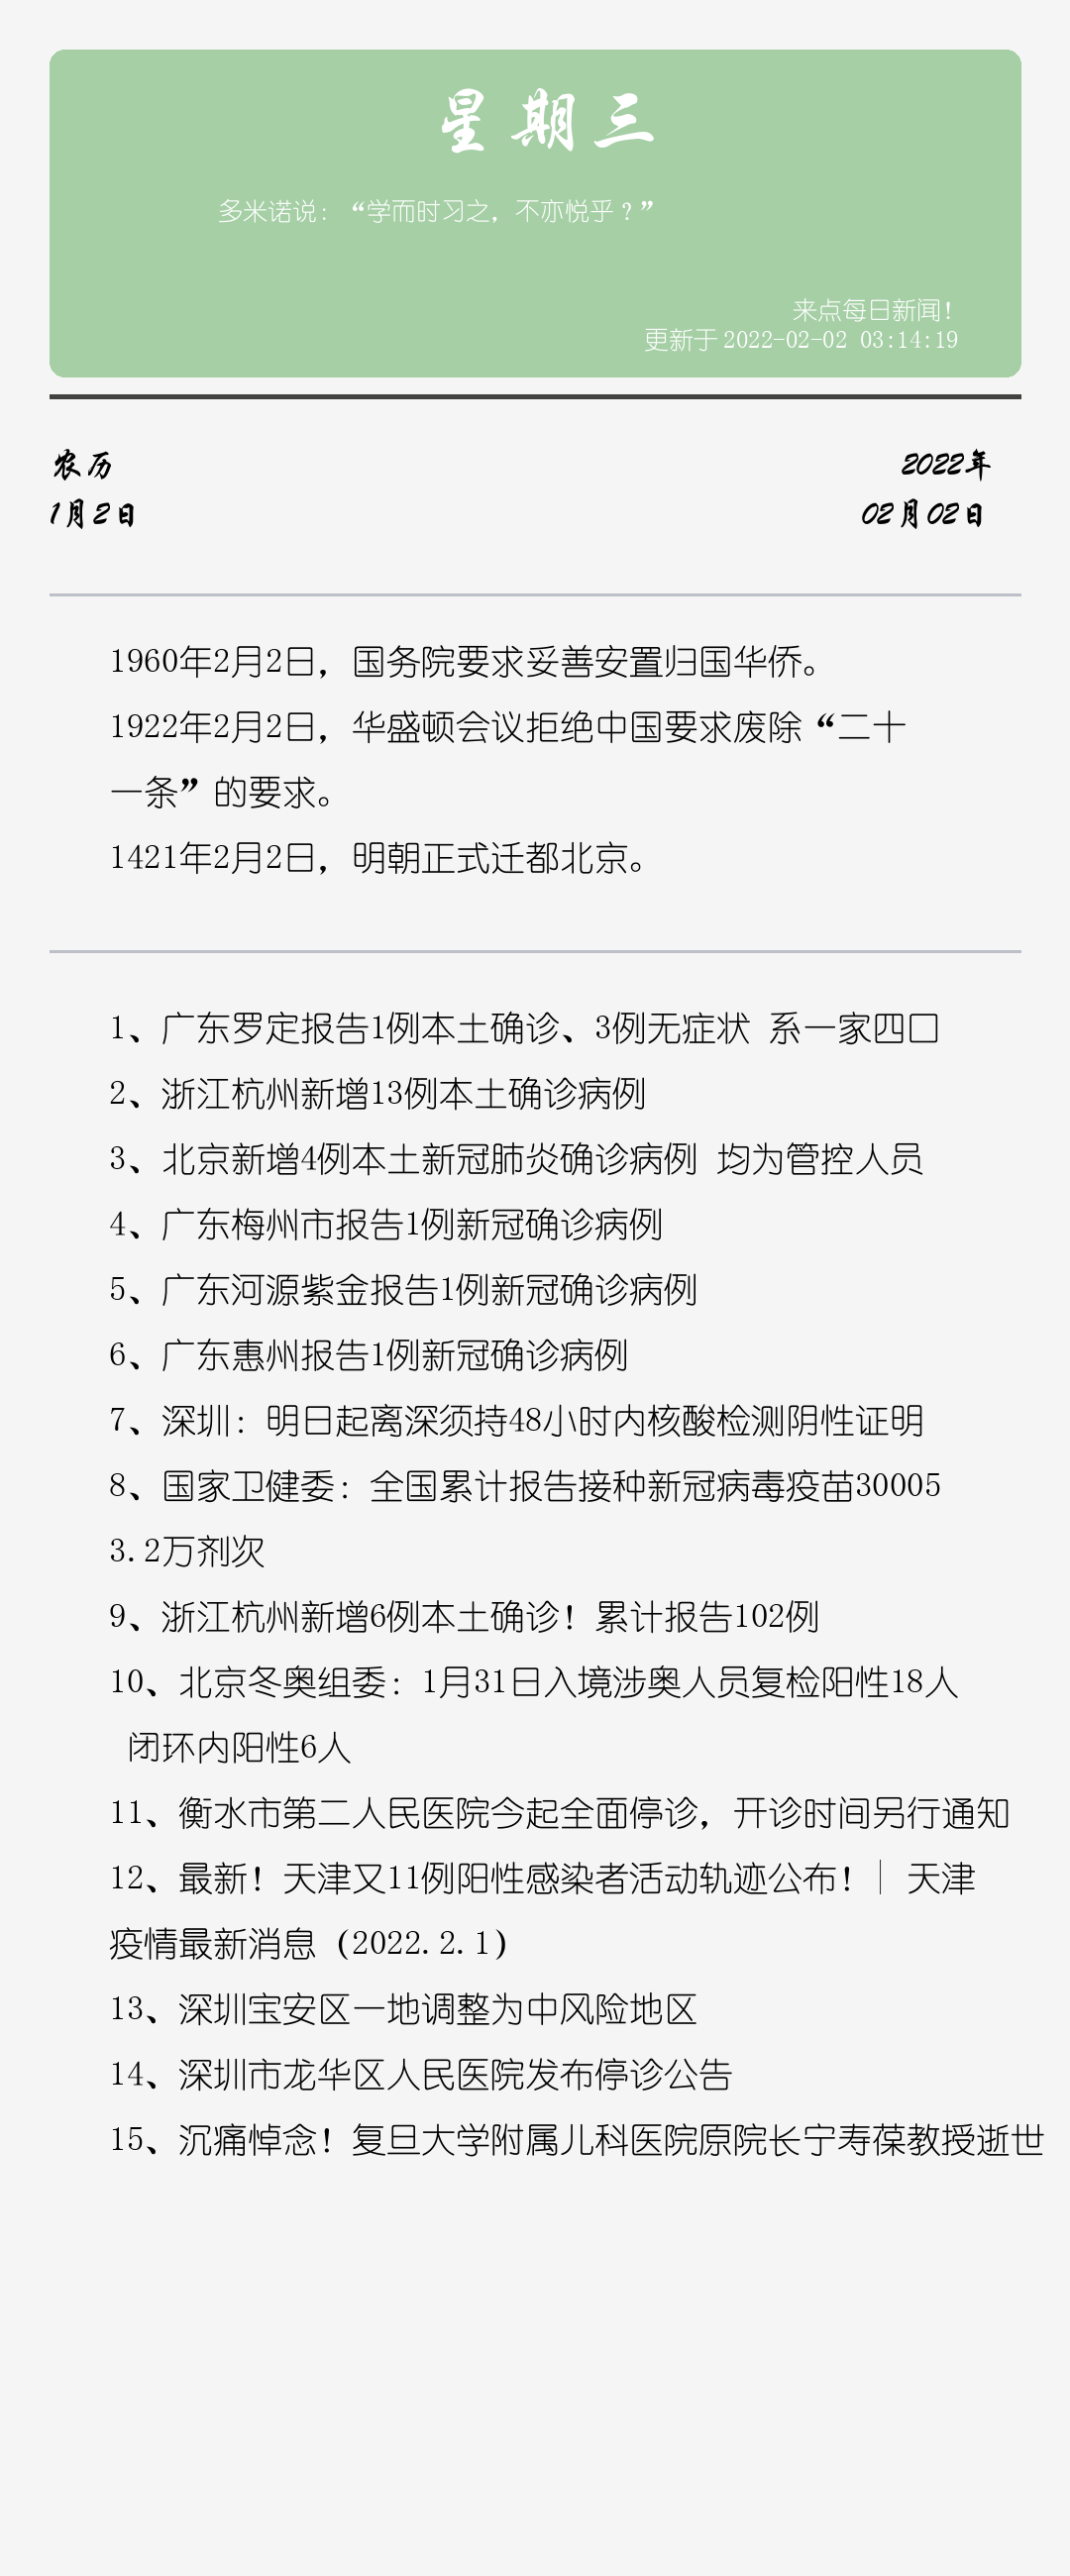 星期三
多米诺说：“学而时习之，不亦悦乎？”
来点每日新闻！
更新于 2022-02-02 03:14:19
农历
2022年
1月2日
02月02日
1960年2月2日，国务院要求妥善安置归国华侨。
1922年2月2日，华盛顿会议拒绝中国要求废除“二十
一条”的要求。
1421年2月2日，明朝正式迁都北京。
1、广东罗定报告1例本土确诊、3例无症状 系一家四口
2、浙江杭州新增13例本土确诊病例
3、北京新增4例本土新冠肺炎确诊病例 均为管控人员
4、广东梅州市报告1例新冠确诊病例
5、广东河源紫金报告1例新冠确诊病例
6、广东惠州报告1例新冠确诊病例
7、深圳：明日起离深须持48小时内核酸检测阴性证明
8、国家卫健委：全国累计报告接种新冠病毒疫苗30005
3.2万剂次
9、浙江杭州新增6例本土确诊！累计报告102例
10、北京冬奥组委：1月31日入境涉奥人员复检阳性18人
闭环内阳性6人
11、衡水市第二人民医院今起全面停诊，开诊时间另行通知
12、最新！天津又11例阳性感染者活动轨迹公布！｜ 天津
疫情最新消息（2022.2.1）
13、深圳宝安区一地调整为中风险地区
14、深圳市龙华区人民医院发布停诊公告
15、沉痛悼念！复旦大学附属儿科医院原院长宁寿葆教授逝世